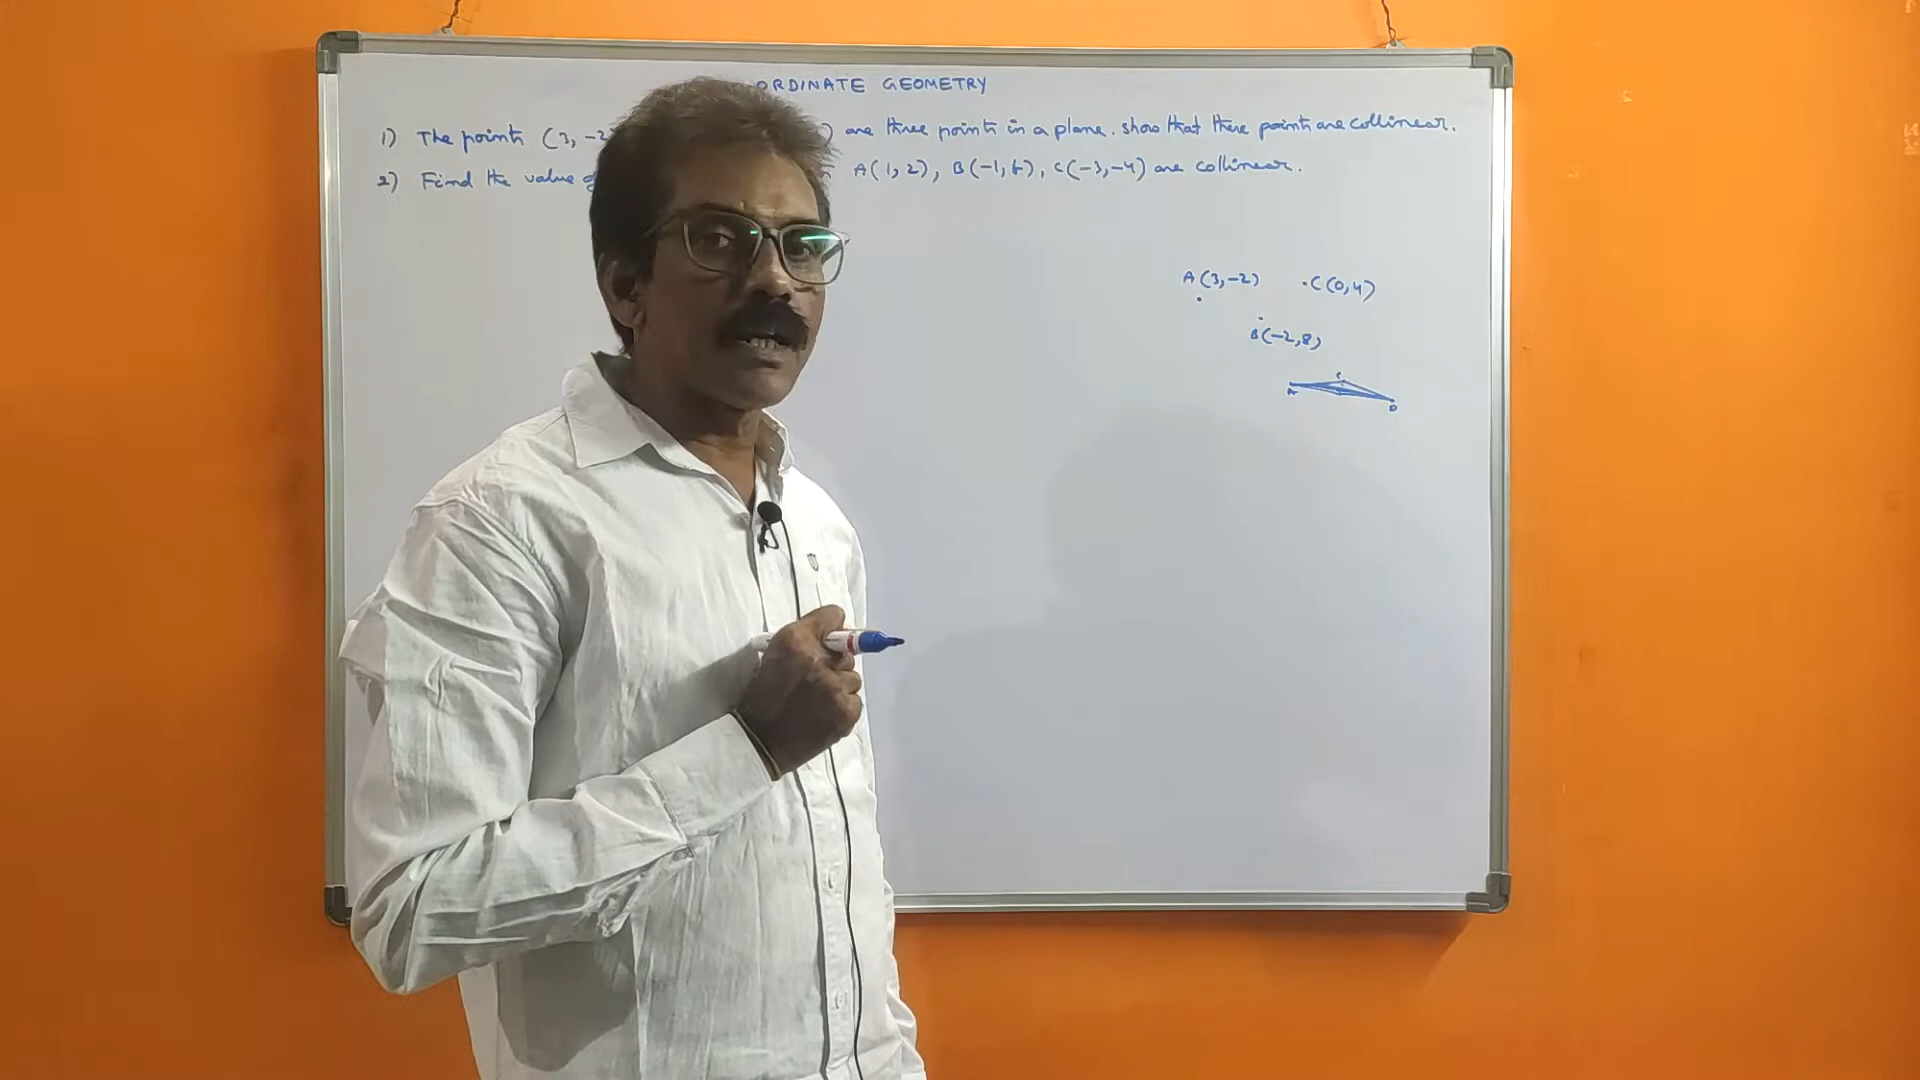 ORDINATE GEOMETRY
1) The points (3, -2 ) are three points in a plane. show that these points are collinear.
2) Find the value of A(1, 2), B(-1, k), C(-3, -4) are collinear.
A(3,-2) .C(0,4)
B(-2,8)
C
A B